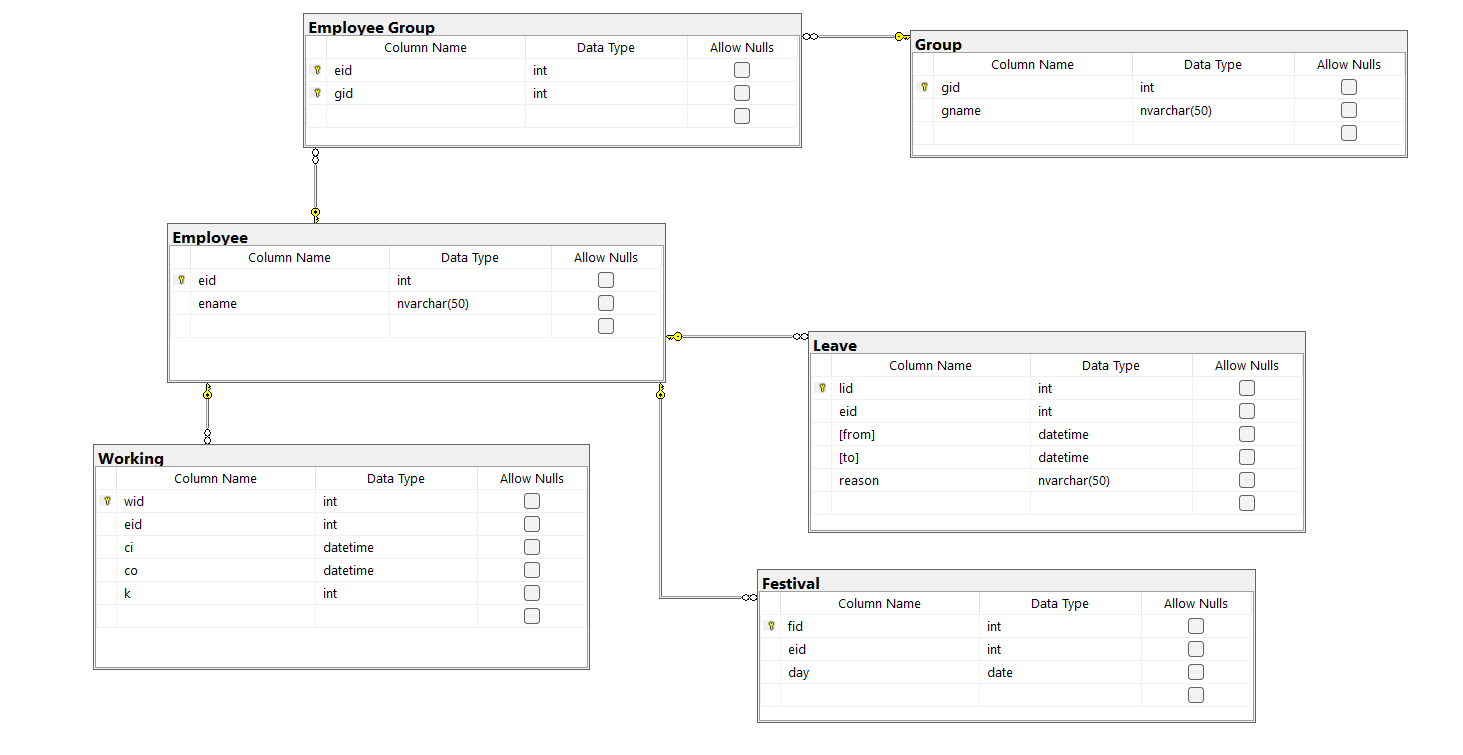 Employee Group
Column Name Data Type Allow Nulls
eid int
gid int
Group
Column Name Data Type Allow Nulls
gid int
gname nvarchar(50)
Employee
Column Name Data Type Allow Nulls
eid int
ename nvarchar(50)
Leave
Column Name Data Type Allow Nulls
lid int
eid int
[from] datetime
[to] datetime
reason nvarchar(50)
Working
Column Name Data Type Allow Nulls
wid int
eid int
ci datetime
co datetime
k int
Festival
Column Name Data Type Allow Nulls
fid int
eid int
day date